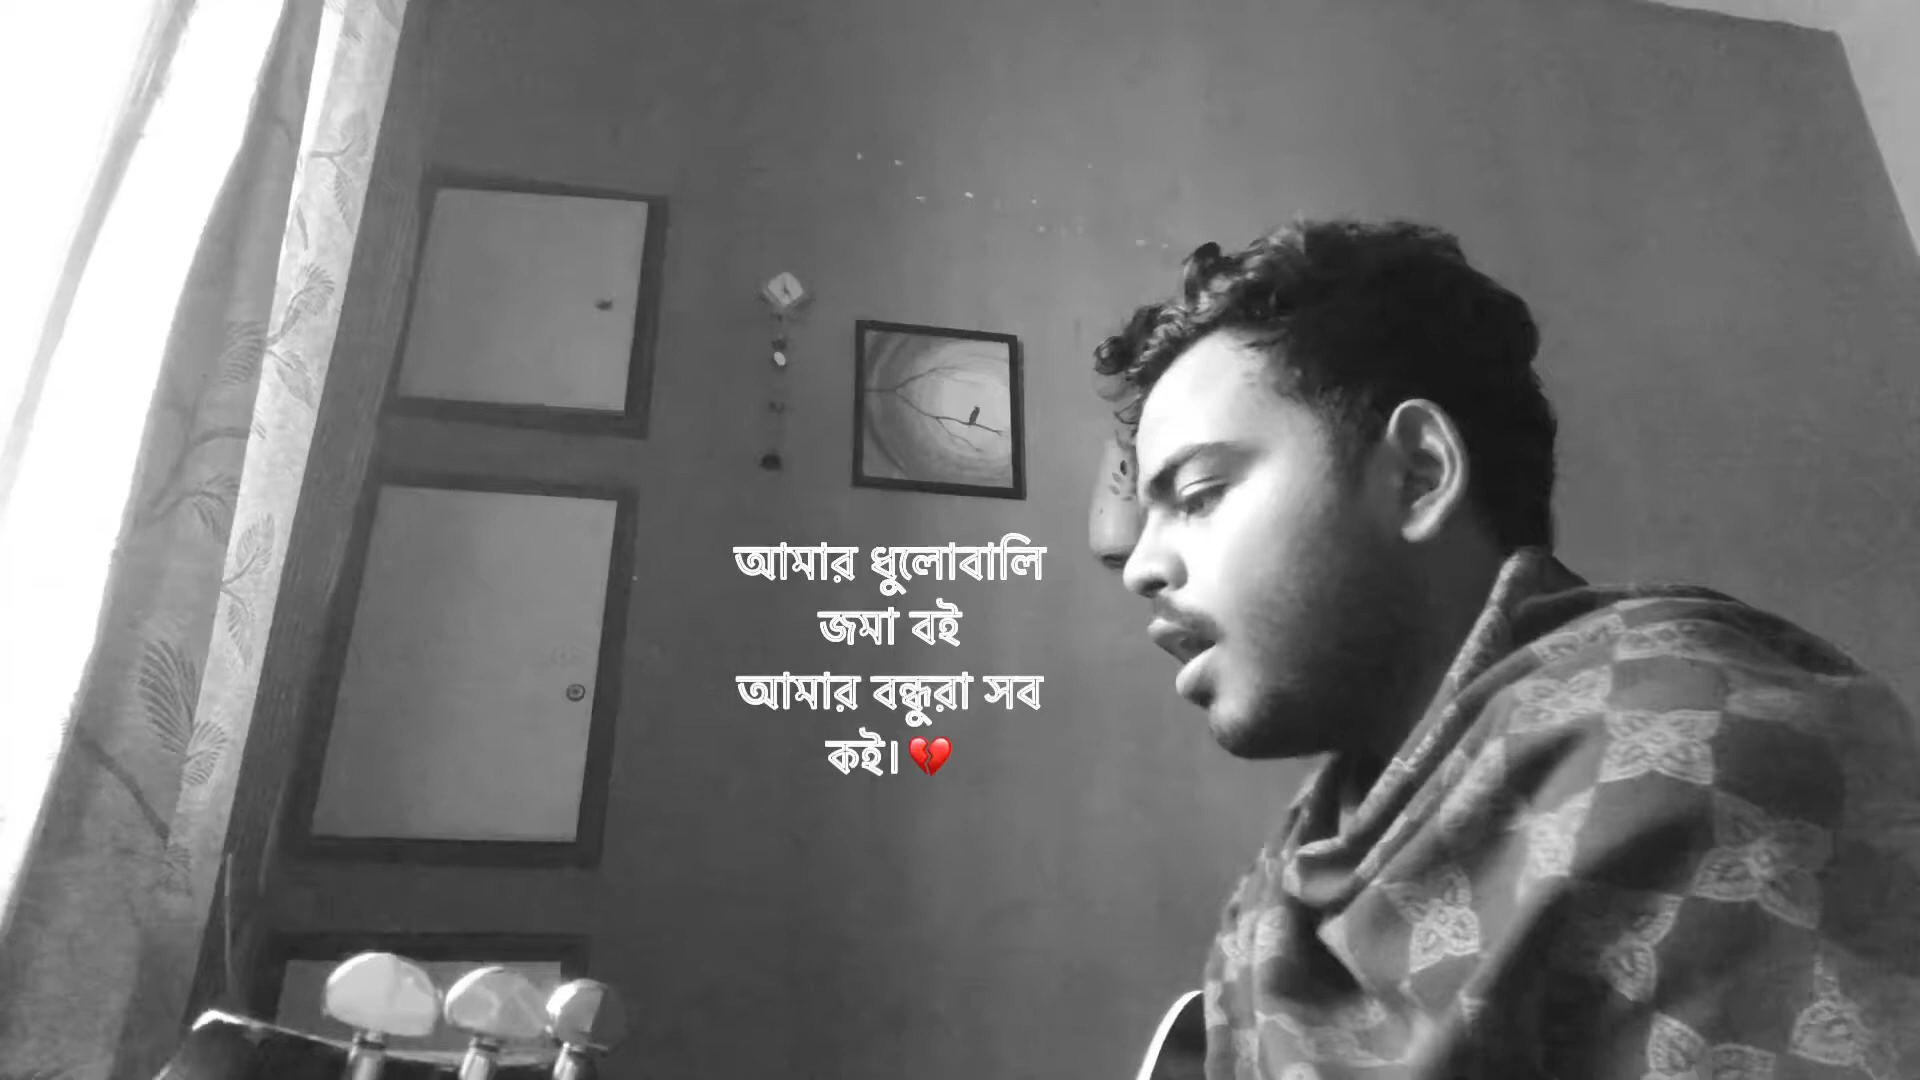 আমার ধুলোবালি
জমা বই
আমার বন্ধুরা সব
কই।💔